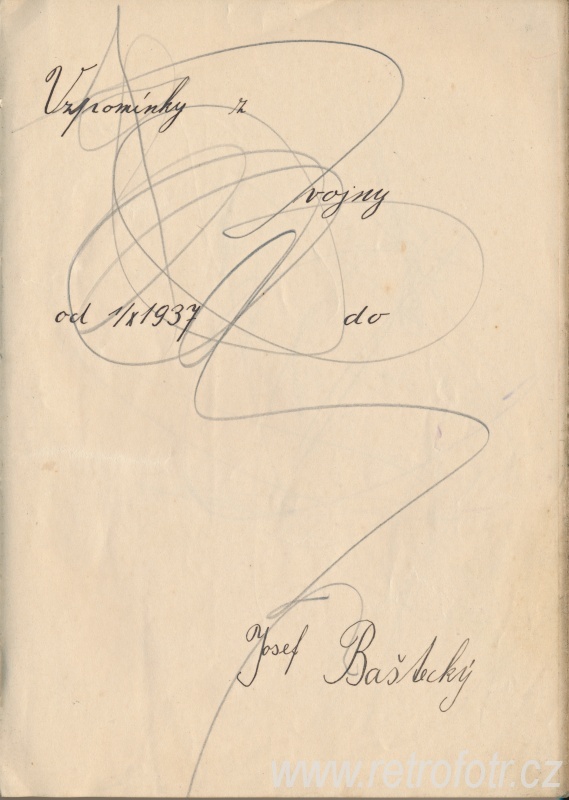 Vzpomínky z
vojny
od 1/X 1937 do
Josef Baštecký
www.retrofotr.cz